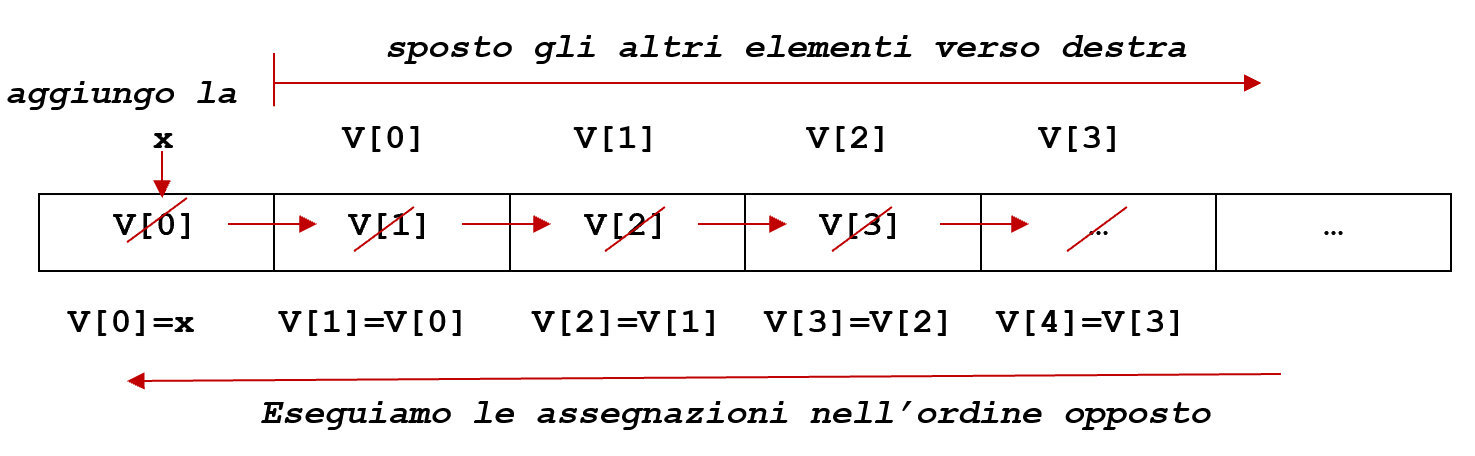 sposto gli altri elementi verso destra
aggiungo la
x V[0] V[1] V[2] V[3]
V[0] V[1] V[2] V[3] … …
V[0]=x V[1]=V[0] V[2]=V[1] V[3]=V[2] V[4]=V[3]
Eseguiamo le assegnazioni nell’ordine opposto